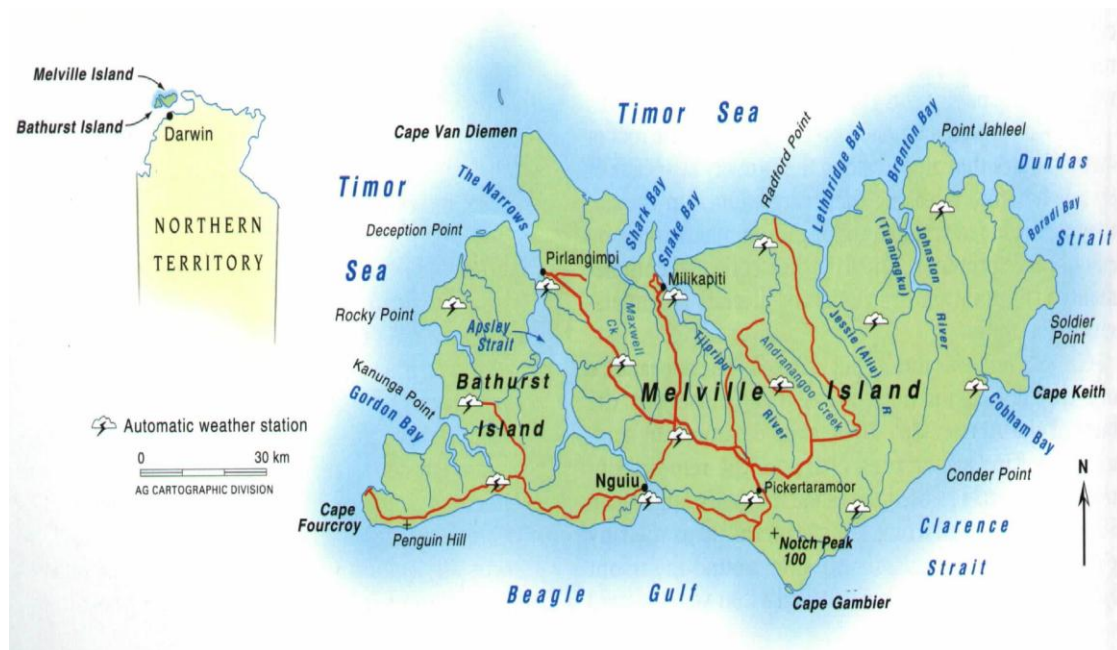 Melville Island
Bathurst Island
Darwin
NORTHERN
TERRITORY
Automatic weather station
0 30 km
AG CARTOGRAPHIC DIVISION
Timor Sea
Cape Van Diemen
The Narrows
Timor
Sea
Deception Point
Rocky Point
Apsley
Strait
Kanunga Point
Gordon Bay
Bathurst
Island
Cape
Fourcroy
Penguin Hill
Pirlangimpi
Shark Bay
Snake Bay
Milikapiti
Maxwell
Ck
Tjipripu
River
Andranangoo Creek
Jessie (Aliu)
R
Melville Island
Radford Point
Lethbridge Bay
Brenton Bay
Point Jahleel
Dundas
Strait
Boradi Bay
(Tuanungku)
Johnston
River
Soldier
Point
Cape Keith
Cobham Bay
Conder Point
Nguiu
Pickertaramoor
Notch Peak
100
Clarence
Strait
Beagle Gulf
Cape Gambier
N